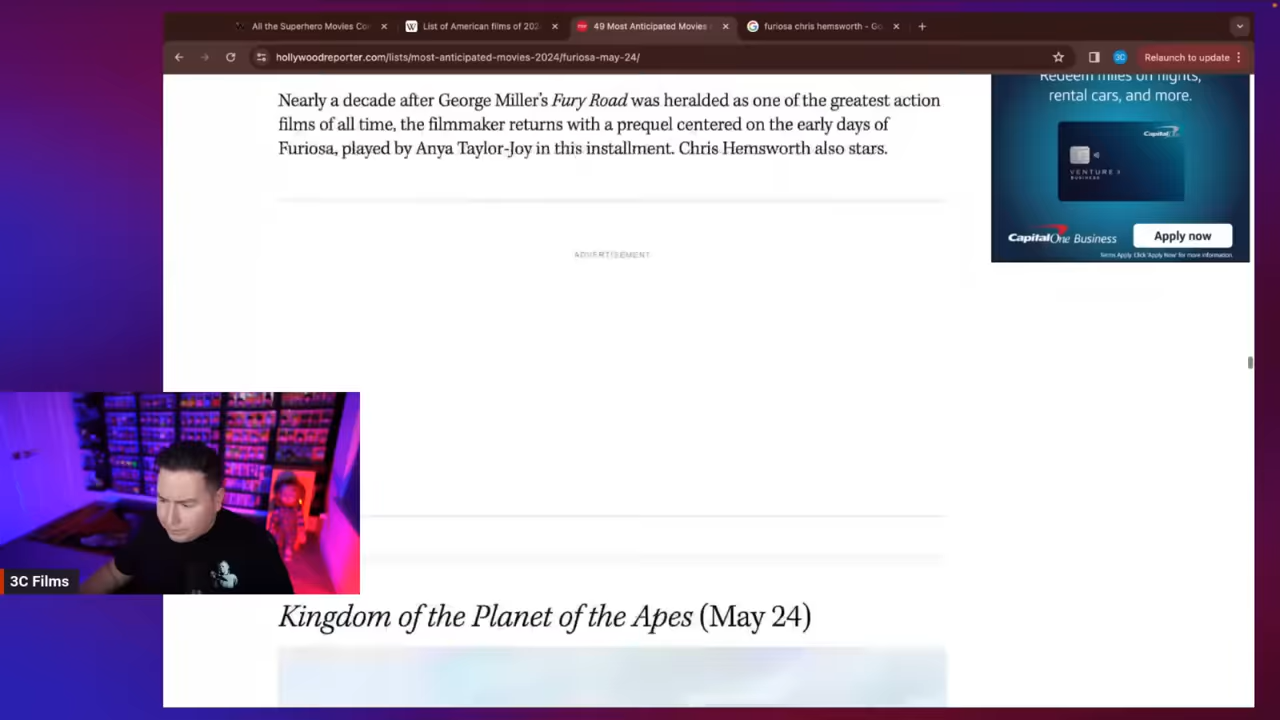 All the Superhero Movies Co
List of American films of 202
49 Most Anticipated Movies
furiosa chris hemsworth - Go
hollywoodreporter.com/lists/most-anticipated-movies-2024/furiosa-may-24/
3C
Relaunch to update
Nearly a decade after George Miller's Fury Road was heralded as one of the greatest action
films of all time, the filmmaker returns with a prequel centered on the early days of
Furiosa, played by Anya Taylor-Joy in this installment. Chris Hemsworth also stars.
Redeem miles on flights,
rental cars, and more.
Capital One
VENTURE X
BUSINESS
Capital One Business
Apply now
Terms Apply. Click 'Apply Now' for more information.
ADVERTISEMENT
3C Films
Kingdom of the Planet of the Apes (May 24)